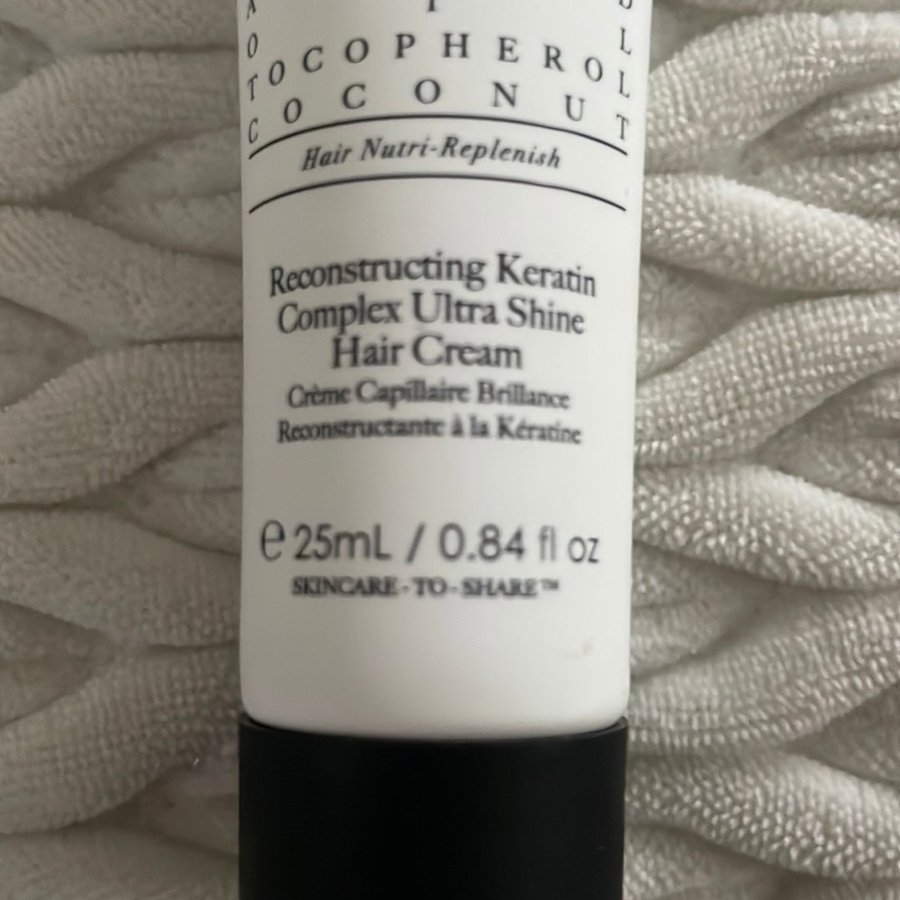 TOCOPHEROL
COCONUT
Hair Nutri-Replenish
Reconstructing Keratin
Complex Ultra Shine
Hair Cream
Crème Capillaire Brillance
Reconstructante à la Kératine
℮ 25mL / 0.84 fl oz
SKINCARE-TO-SHARE™